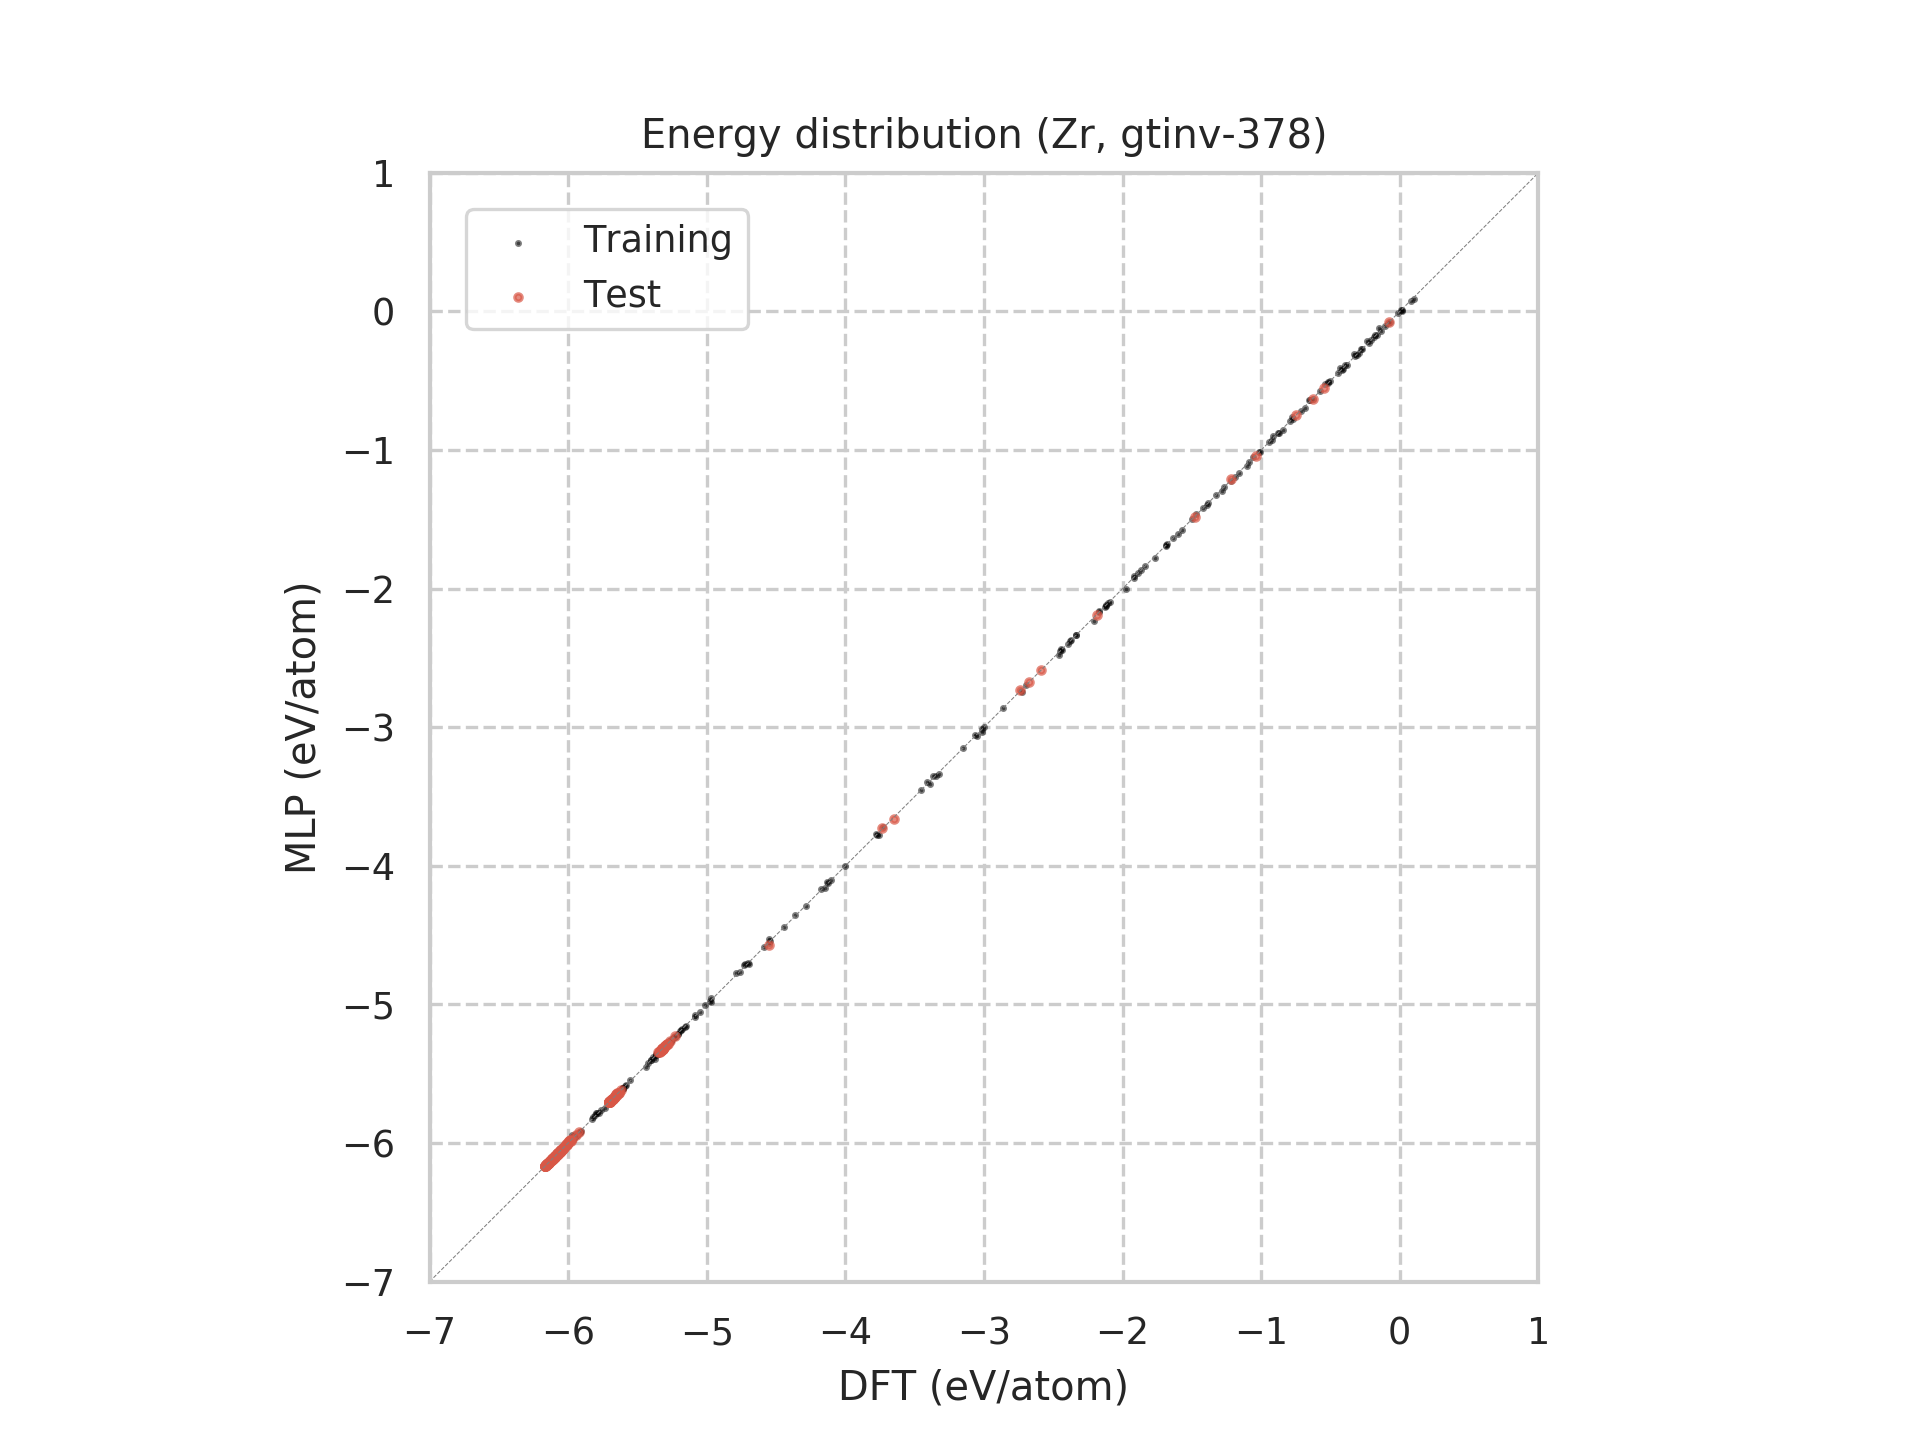 Energy distribution (Zr, gtinv-378)
1
0
−1
−2
−3
−4
−5
−6
−7
Training
Test
MLP (eV/atom)
−7 −6 −5 −4 −3 −2 −1 0 1
DFT (eV/atom)